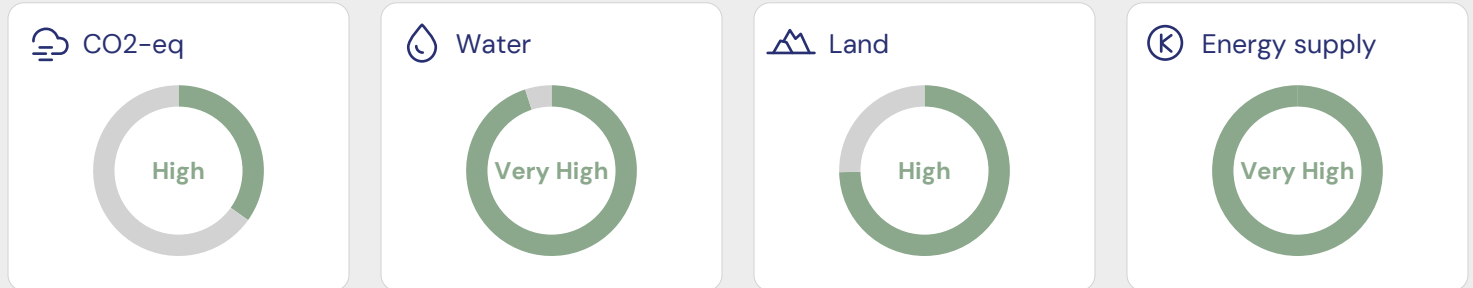 CO2-eq
High
Water
Very High
Land
High
Energy supply
Very High